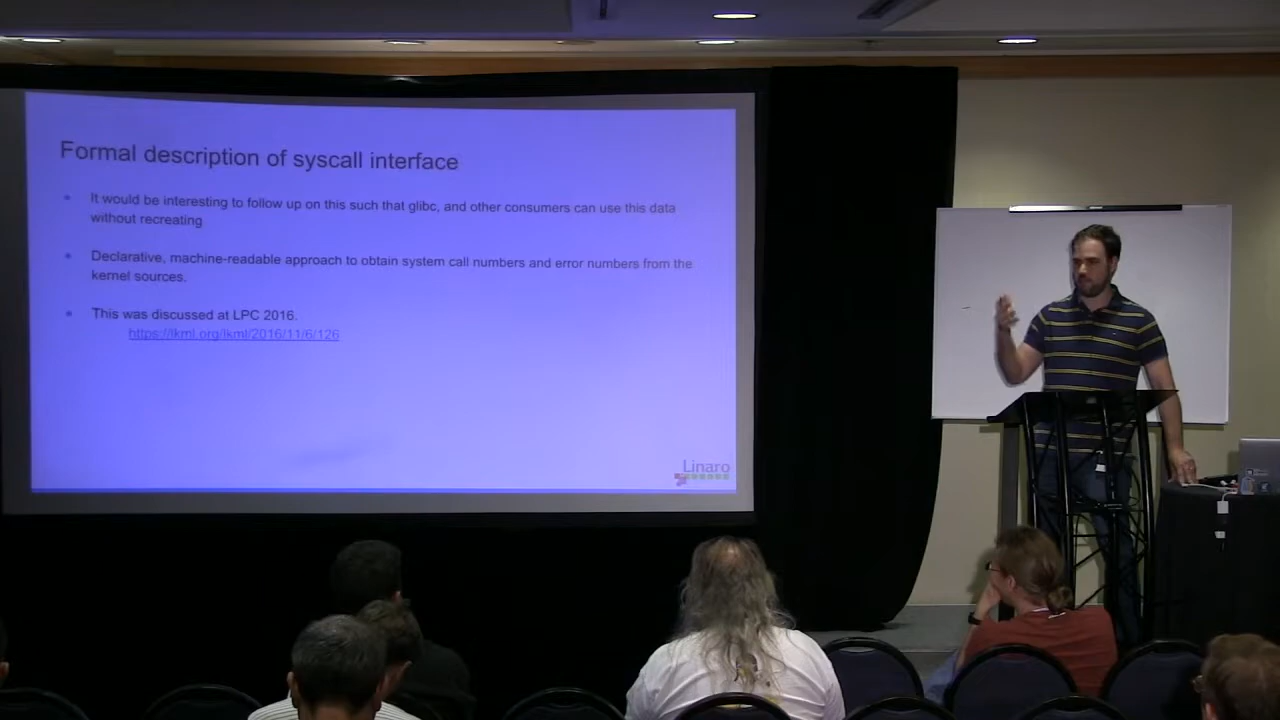 Formal description of syscall interface
It would be interesting to follow up on this such that glibc, and other consumers can use this data
without recreating
Declarative, machine-readable approach to obtain system call numbers and error numbers from the
kernel sources.
This was discussed at LPC 2016.
https://lkml.org/lkml/2016/11/6/126
Linaro